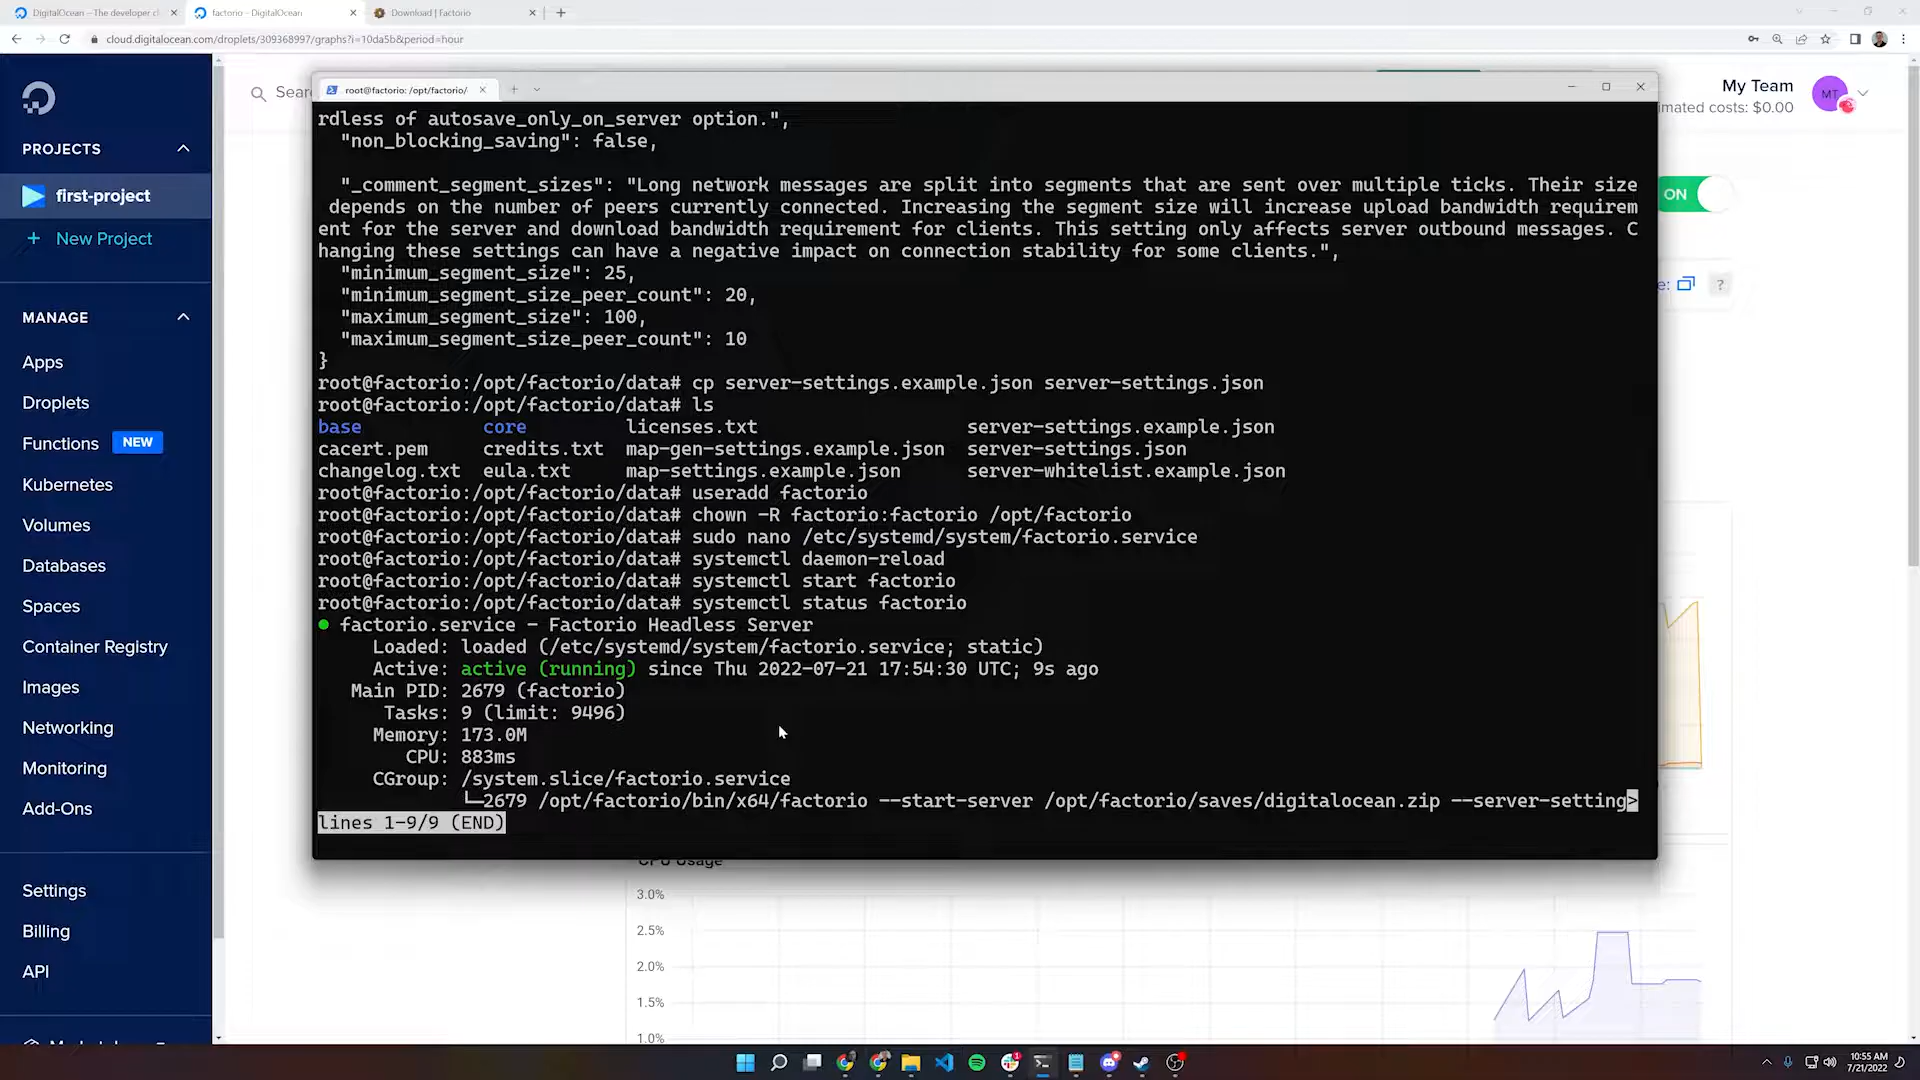 DigitalOcean – The developer cl
factorio – DigitalOcean
Download | Factorio
cloud.digitalocean.com/droplets/309368997/graphs?i=10da5b&period=hour
PROJECTS
first-project
+ New Project
MANAGE
Apps
Droplets
Functions NEW
Kubernetes
Volumes
Databases
Spaces
Container Registry
Images
Networking
Monitoring
Add-Ons
Settings
Billing
API
Sear
My Team
imated costs: $0.00
MT
ON
e:
?
root@factorio: /opt/factorio/
rdless of autosave_only_on_server option.",
"non_blocking_saving": false,
"_comment_segment_sizes": "Long network messages are split into segments that are sent over multiple ticks. Their size
depends on the number of peers currently connected. Increasing the segment size will increase upload bandwidth requirem
ent for the server and download bandwidth requirement for clients. This setting only affects server outbound messages. C
hanging these settings can have a negative impact on connection stability for some clients.",
"minimum_segment_size": 25,
"minimum_segment_size_peer_count": 20,
"maximum_segment_size": 100,
"maximum_segment_size_peer_count": 10
}
root@factorio:/opt/factorio/data# cp server-settings.example.json server-settings.json
root@factorio:/opt/factorio/data# ls
base core licenses.txt server-settings.example.json
cacert.pem credits.txt map-gen-settings.example.json server-settings.json
changelog.txt eula.txt map-settings.example.json server-whitelist.example.json
root@factorio:/opt/factorio/data# useradd factorio
root@factorio:/opt/factorio/data# chown -R factorio:factorio /opt/factorio
root@factorio:/opt/factorio/data# sudo nano /etc/systemd/system/factorio.service
root@factorio:/opt/factorio/data# systemctl daemon-reload
root@factorio:/opt/factorio/data# systemctl start factorio
root@factorio:/opt/factorio/data# systemctl status factorio
● factorio.service - Factorio Headless Server
Loaded: loaded (/etc/systemd/system/factorio.service; static)
Active: active (running) since Thu 2022-07-21 17:54:30 UTC; 9s ago
Main PID: 2679 (factorio)
Tasks: 9 (limit: 9496)
Memory: 173.0M
CPU: 883ms
CGroup: /system.slice/factorio.service
└─2679 /opt/factorio/bin/x64/factorio --start-server /opt/factorio/saves/digitalocean.zip --server-setting>
lines 1-9/9 (END)
CPU Usage
3.0%
2.5%
2.0%
1.5%
1.0%
10:55 AM
7/21/2022